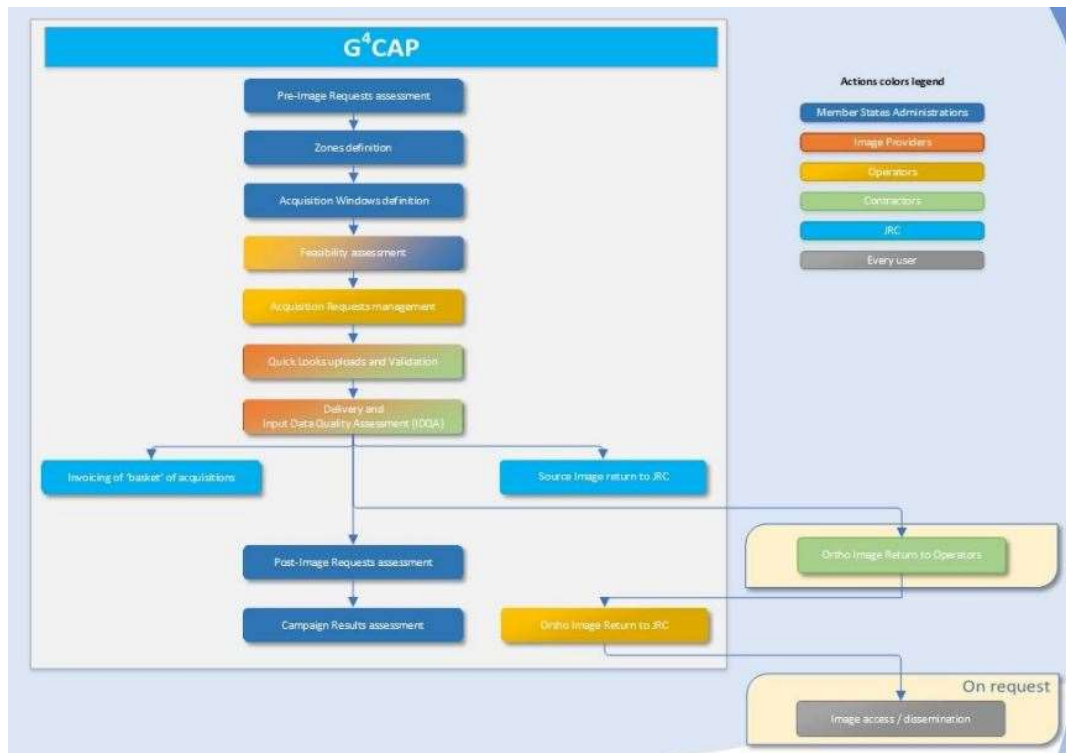 G⁴CAP
Pre-Image Requests assessment
Zones definition
Acquisition Windows definition
Feasibility assessment
Acquisition Requests management
Quick Looks uploads and Validation
Delivery and
Input Data Quality Assessment (IDQA)
Invoicing of 'basket' of acquisitions
Source Image return to JRC
Post-Image Requests assessment
Campaign Results assessment
Ortho Image Return to JRC
Actions colors legend
Member States Administrations
Image Providers
Operators
Contractors
JRC
Every user
Ortho Image Return to Operators
On request
Image access / dissemination